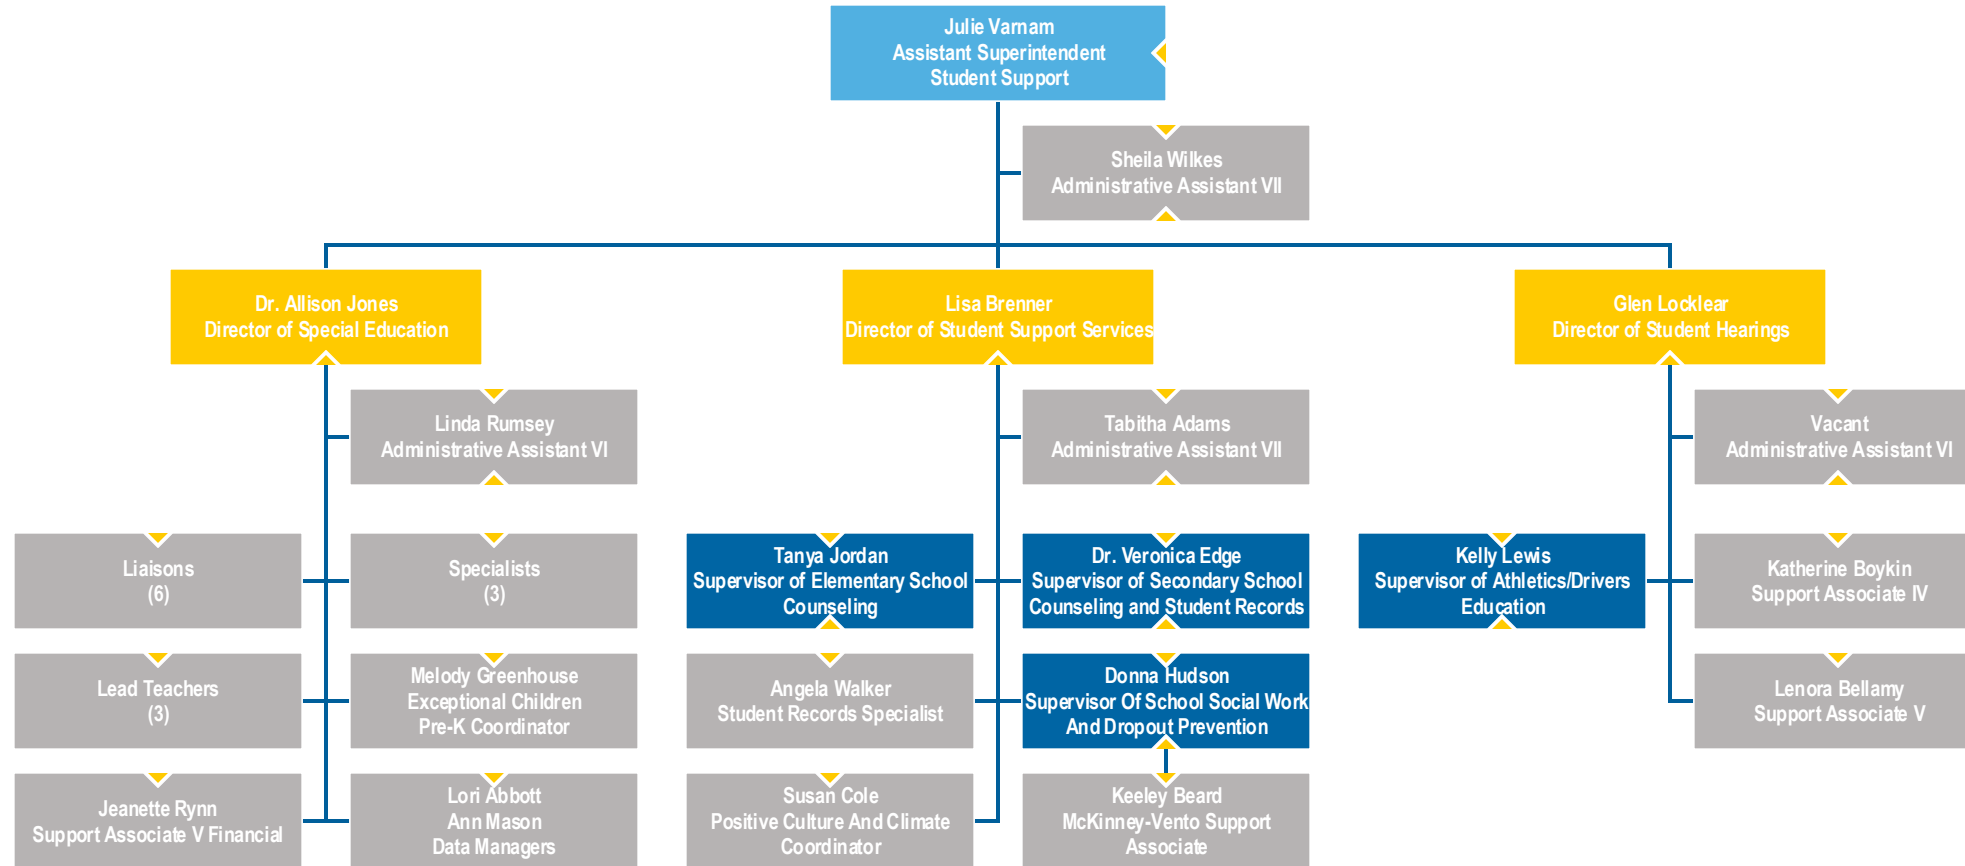 Julie Varnam
Assistant Superintendent
Student Support
Sheila Wilkes
Administrative Assistant VII
Dr. Allison Jones
Director of Special Education
Lisa Brenner
Director of Student Support Services
Glen Locklear
Director of Student Hearings
Linda Rumsey
Administrative Assistant VI
Tabitha Adams
Administrative Assistant VII
Vacant
Administrative Assistant VI
Liaisons
(6)
Specialists
(3)
Tanya Jordan
Supervisor of Elementary School
Counseling
Dr. Veronica Edge
Supervisor of Secondary School
Counseling and Student Records
Kelly Lewis
Supervisor of Athletics/Drivers
Education
Katherine Boykin
Support Associate IV
Lead Teachers
(3)
Melody Greenhouse
Exceptional Children
Pre-K Coordinator
Angela Walker
Student Records Specialist
Donna Hudson
Supervisor Of School Social Work
And Dropout Prevention
Lenora Bellamy
Support Associate V
Jeanette Rynn
Support Associate V Financial
Lori Abbott
Ann Mason
Data Managers
Susan Cole
Positive Culture And Climate
Coordinator
Keeley Beard
McKinney-Vento Support
Associate